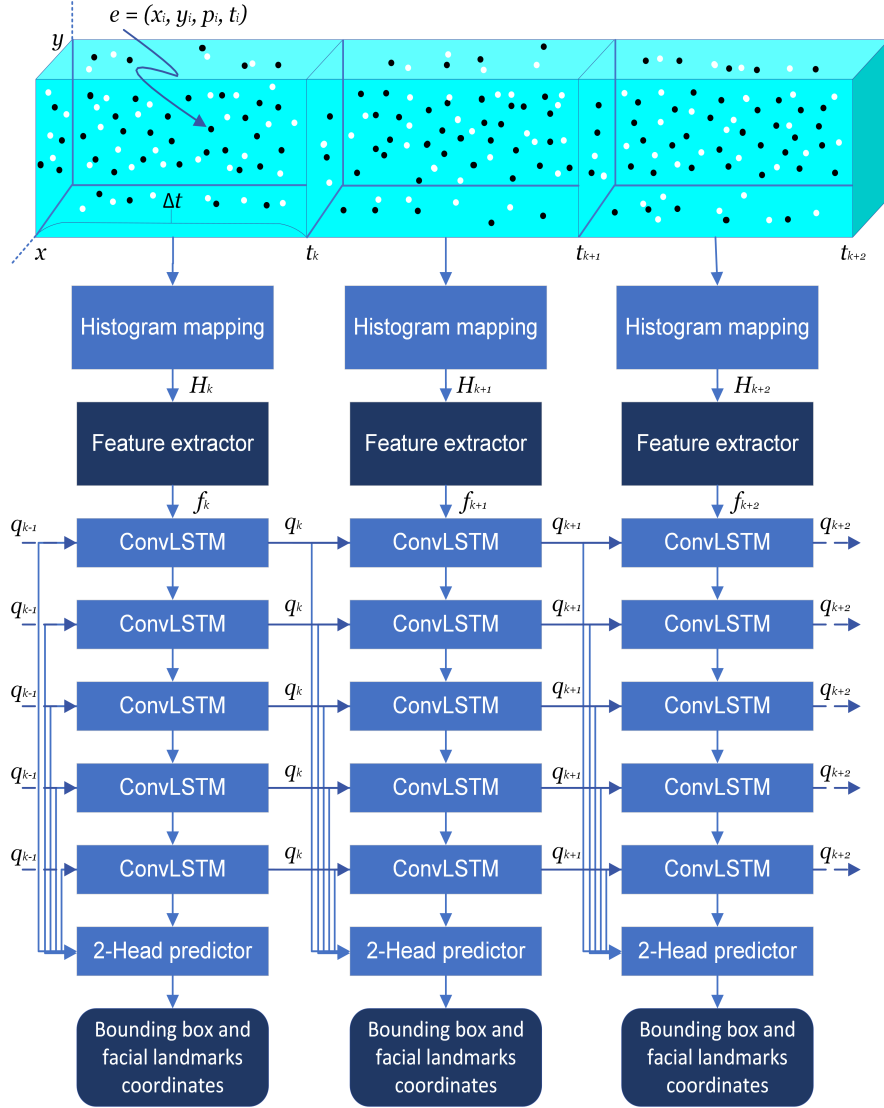 e = (xᵢ, yᵢ, pᵢ, tᵢ)
y
Δt
x
tₖ
tₖ₊₁
tₖ₊₂
Histogram mapping
Histogram mapping
Histogram mapping
Hₖ
Hₖ₊₁
Hₖ₊₂
Feature extractor
Feature extractor
Feature extractor
fₖ
fₖ₊₁
fₖ₊₂
qₖ₋₁
ConvLSTM
qₖ
ConvLSTM
qₖ₊₁
ConvLSTM
qₖ₊₂
qₖ₋₁
ConvLSTM
qₖ
ConvLSTM
qₖ₊₁
ConvLSTM
qₖ₊₂
qₖ₋₁
ConvLSTM
qₖ
ConvLSTM
qₖ₊₁
ConvLSTM
qₖ₊₂
qₖ₋₁
ConvLSTM
qₖ
ConvLSTM
qₖ₊₁
ConvLSTM
qₖ₊₂
qₖ₋₁
ConvLSTM
qₖ
ConvLSTM
qₖ₊₁
ConvLSTM
qₖ₊₂
2-Head predictor
2-Head predictor
2-Head predictor
Bounding box and
facial landmarks
coordinates
Bounding box and
facial landmarks
coordinates
Bounding box and
facial landmarks
coordinates